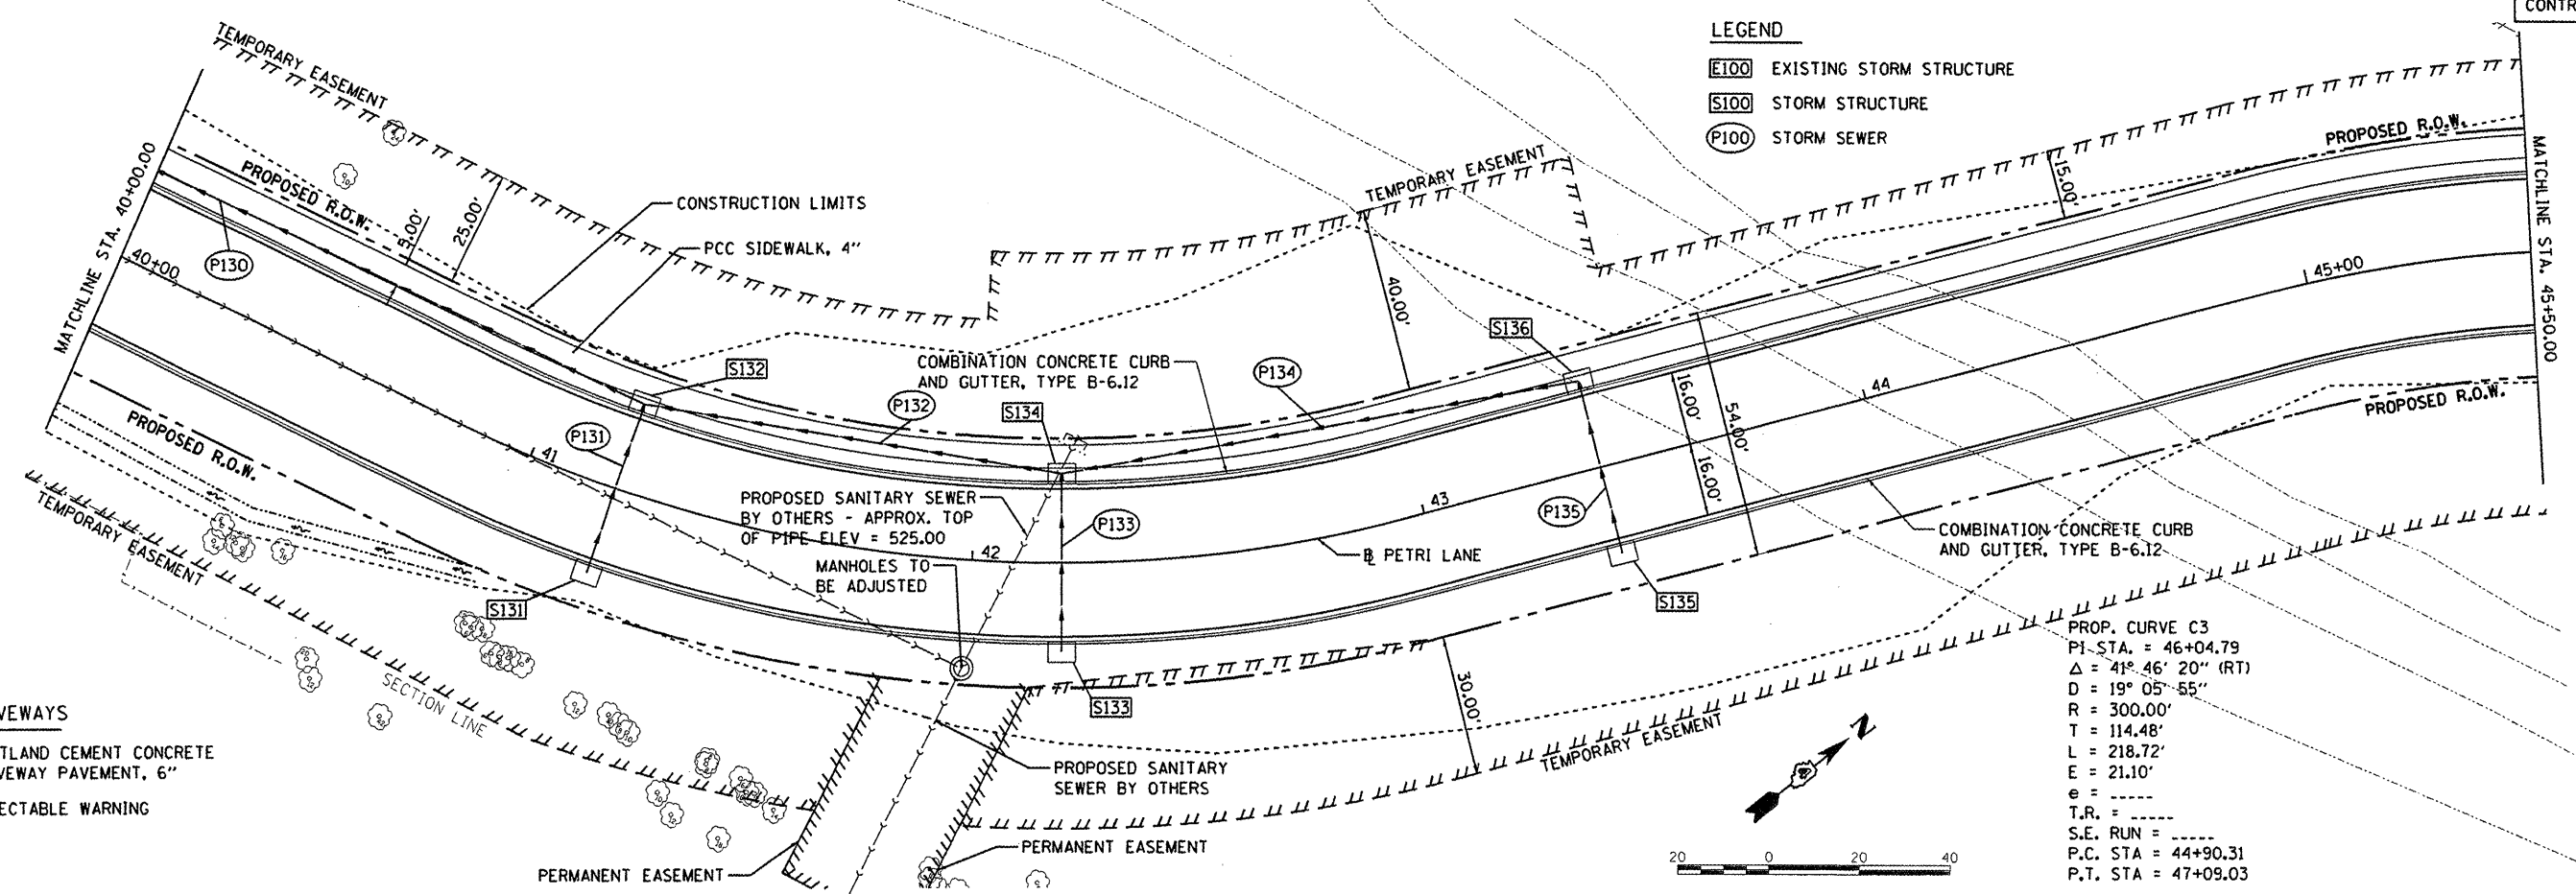 CONTR
LEGEND
E100 EXISTING STORM STRUCTURE
S100 STORM STRUCTURE
P100 STORM SEWER
TEMPORARY EASEMENT
MATCHLINE STA. 40+00.00
PROPOSED R.O.W.
40+00
P130
5.00'
25.00'
CONSTRUCTION LIMITS
PCC SIDEWALK, 4"
TEMPORARY EASEMENT
40.00'
15.00'
PROPOSED R.O.W.
MATCHLINE STA. 45+50.00
45+00
S132
P132
COMBINATION CONCRETE CURB
AND GUTTER, TYPE B-6.12
P134
S136
S134
P131
41
PROPOSED SANITARY SEWER
BY OTHERS - APPROX. TOP
OF PIPE ELEV = 525.00
42
P133
43
44
16.00'
16.00'
54.00'
P135
PROPOSED R.O.W.
PROPOSED R.O.W.
TEMPORARY EASEMENT
S131
MANHOLES TO
BE ADJUSTED
℄ PETRI LANE
COMBINATION CONCRETE CURB
AND GUTTER, TYPE B-6.12
S135
S133
SECTION LINE
30.00'
TEMPORARY EASEMENT
PROPOSED SANITARY
SEWER BY OTHERS
PERMANENT EASEMENT
PERMANENT EASEMENT
VEWAYS
TLAND CEMENT CONCRETE
VEWAY PAVEMENT, 6"
ECTABLE WARNING
N
20 0 20 40
PROP. CURVE C3
PI STA. = 46+04.79
Δ = 41° 46' 20" (RT)
D = 19° 05' 55"
R = 300.00'
T = 114.48'
L = 218.72'
E = 21.10'
e = -----
T.R. = -----
S.E. RUN = -----
P.C. STA = 44+90.31
P.T. STA = 47+09.03